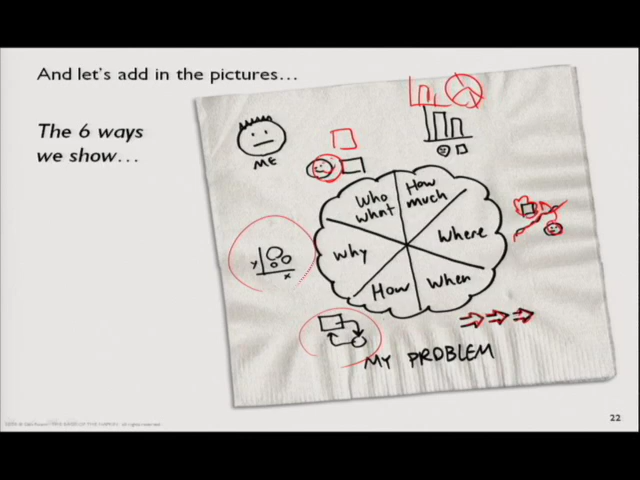 And let's add in the pictures...
The 6 ways
we show...
ME
Who
what
How
much
Why
Where
How
When
y
x
MY PROBLEM
22